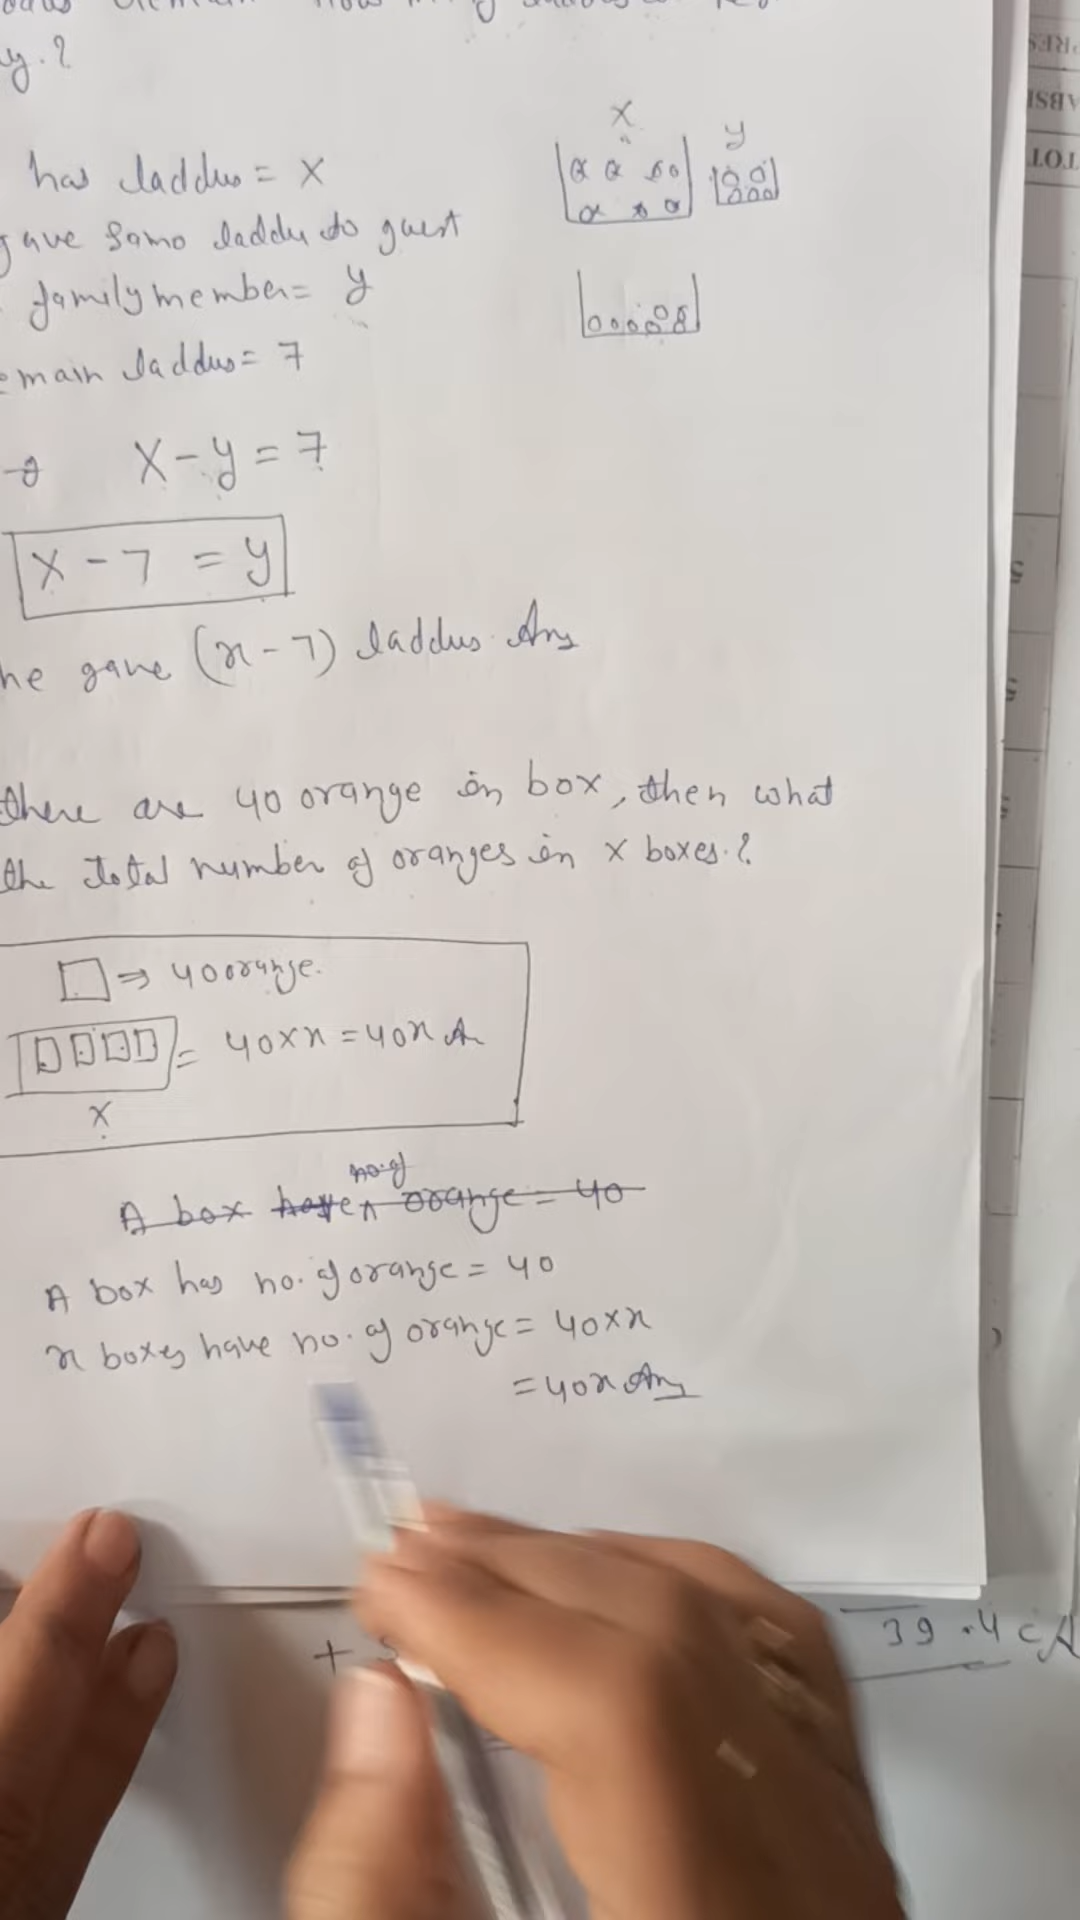 y.?
X
y
has laddus = X
gave some laddu to guest
family member = y
main laddus = 7
X - y = 7
X - 7 = y
he gave (x - 7) laddus. Ans
there are 40 orange in box, then what
the total number of oranges in x boxes.?
⇒ 40 orange.
= 40×x = 40x A
X
no. of
A box have ∧ orange = 40
A box has no. of orange = 40
x boxes have no. of orange = 40×x
= 40x Ans
+
39.4 cA